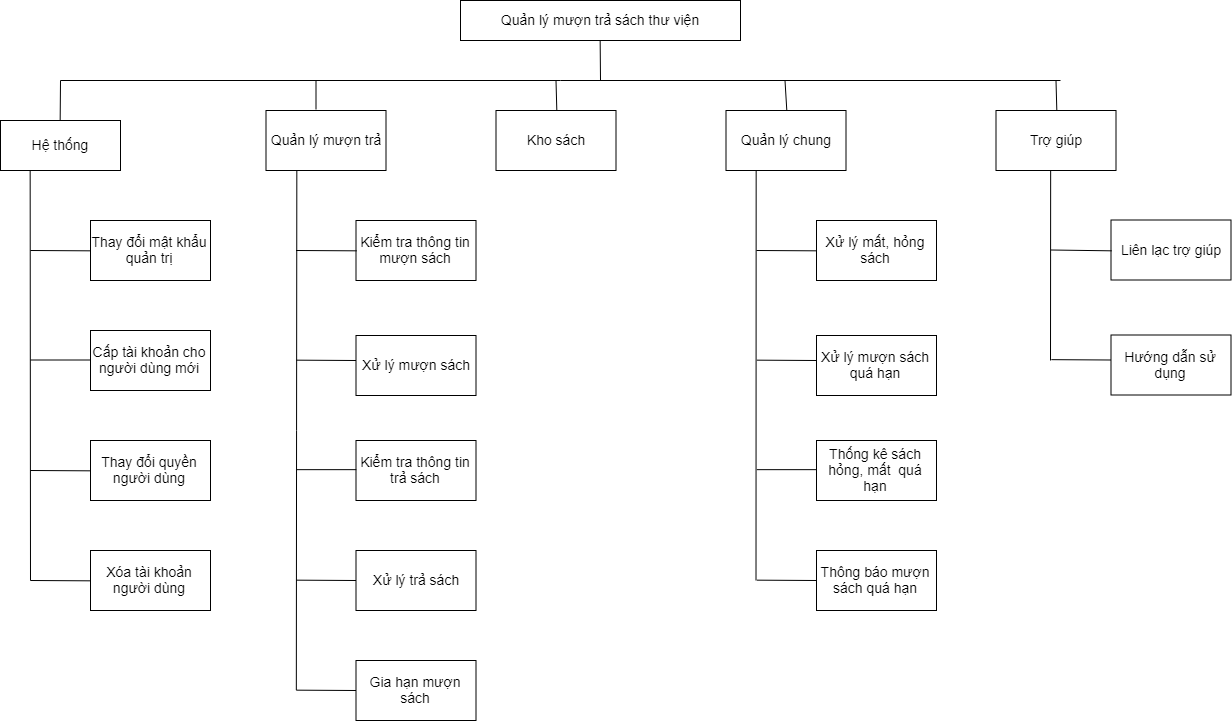 Quản lý mượn trả sách thư viện
Hệ thống
Quản lý mượn trả
Kho sách
Quản lý chung
Trợ giúp
Thay đổi mật khẩu
quản trị
Cấp tài khoản cho
người dùng mới
Thay đổi quyền
người dùng
Xóa tài khoản
người dùng
Kiểm tra thông tin
mượn sách
Xử lý mượn sách
Kiểm tra thông tin
trả sách
Xử lý trả sách
Gia hạn mượn
sách
Xử lý mất, hỏng
sách
Xử lý mượn sách
quá hạn
Thống kê sách
hỏng, mất  quá
hạn
Thông báo mượn
sách quá hạn
Liên lạc trợ giúp
Hướng dẫn sử
dụng